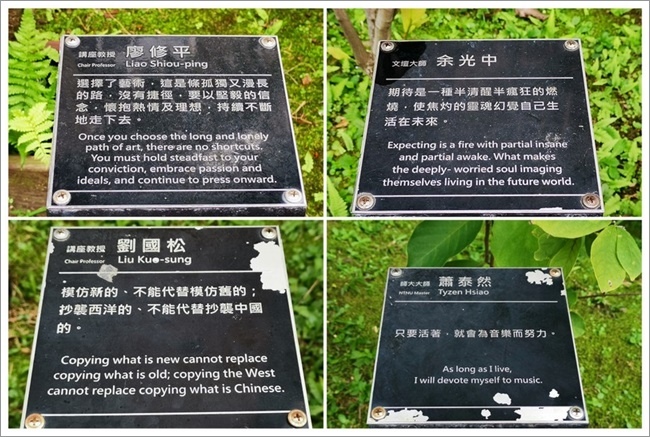 講座教授 廖修平
Chair Professor Liao Shiou-ping
選擇了藝術，這是條孤獨又漫長
的路，沒有捷徑，要以堅毅的信
念，懷抱熱情及理想，持續不斷
地走下去。
Once you choose the long and lonely
path of art, there are no shortcuts.
You must hold steadfast to your
conviction, embrace passion and
ideals, and continue to press onward.
文壇大師 余光中
期待是一種半清醒半瘋狂的燃
燒，使焦灼的靈魂幻覺自己生
活在未來。
Expecting is a fire with partial insane
and partial awake. What makes
the deeply- worried soul imaging
themselves living in the future world.
講座教授 劉國松
Chair Professor Liu Kuo-sung
模仿新的、不能代替模仿舊的；
抄襲西洋的、不能代替抄襲中國
的。
Copying what is new cannot replace
copying what is old; copying the West
cannot replace copying what is Chinese.
師大大師 蕭泰然
NTNU Master Tyzen Hsiao
只要活著，就會為音樂而努力。
As long as I live,
I will devote myself to music.